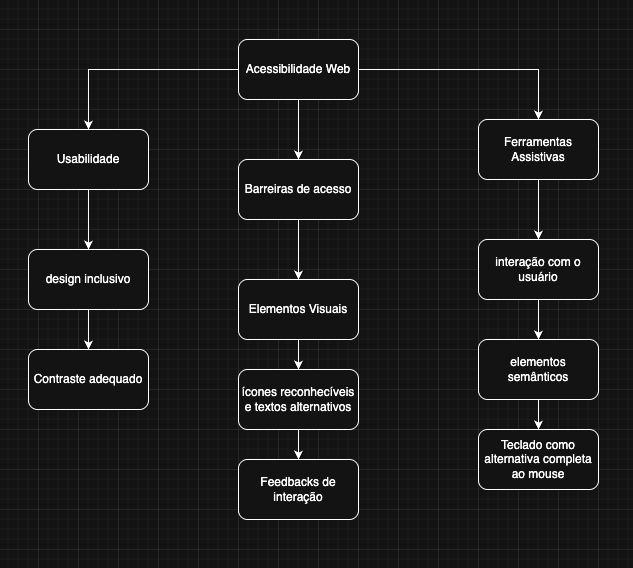 Acessibilidade Web
Usabilidade
design inclusivo
Contraste adequado
Barreiras de acesso
Elementos Visuais
ícones reconhecíveis
e textos alternativos
Feedbacks de
interação
Ferramentas
Assistivas
interação com o
usuário
elementos
semânticos
Teclado como
alternativa completa
ao mouse